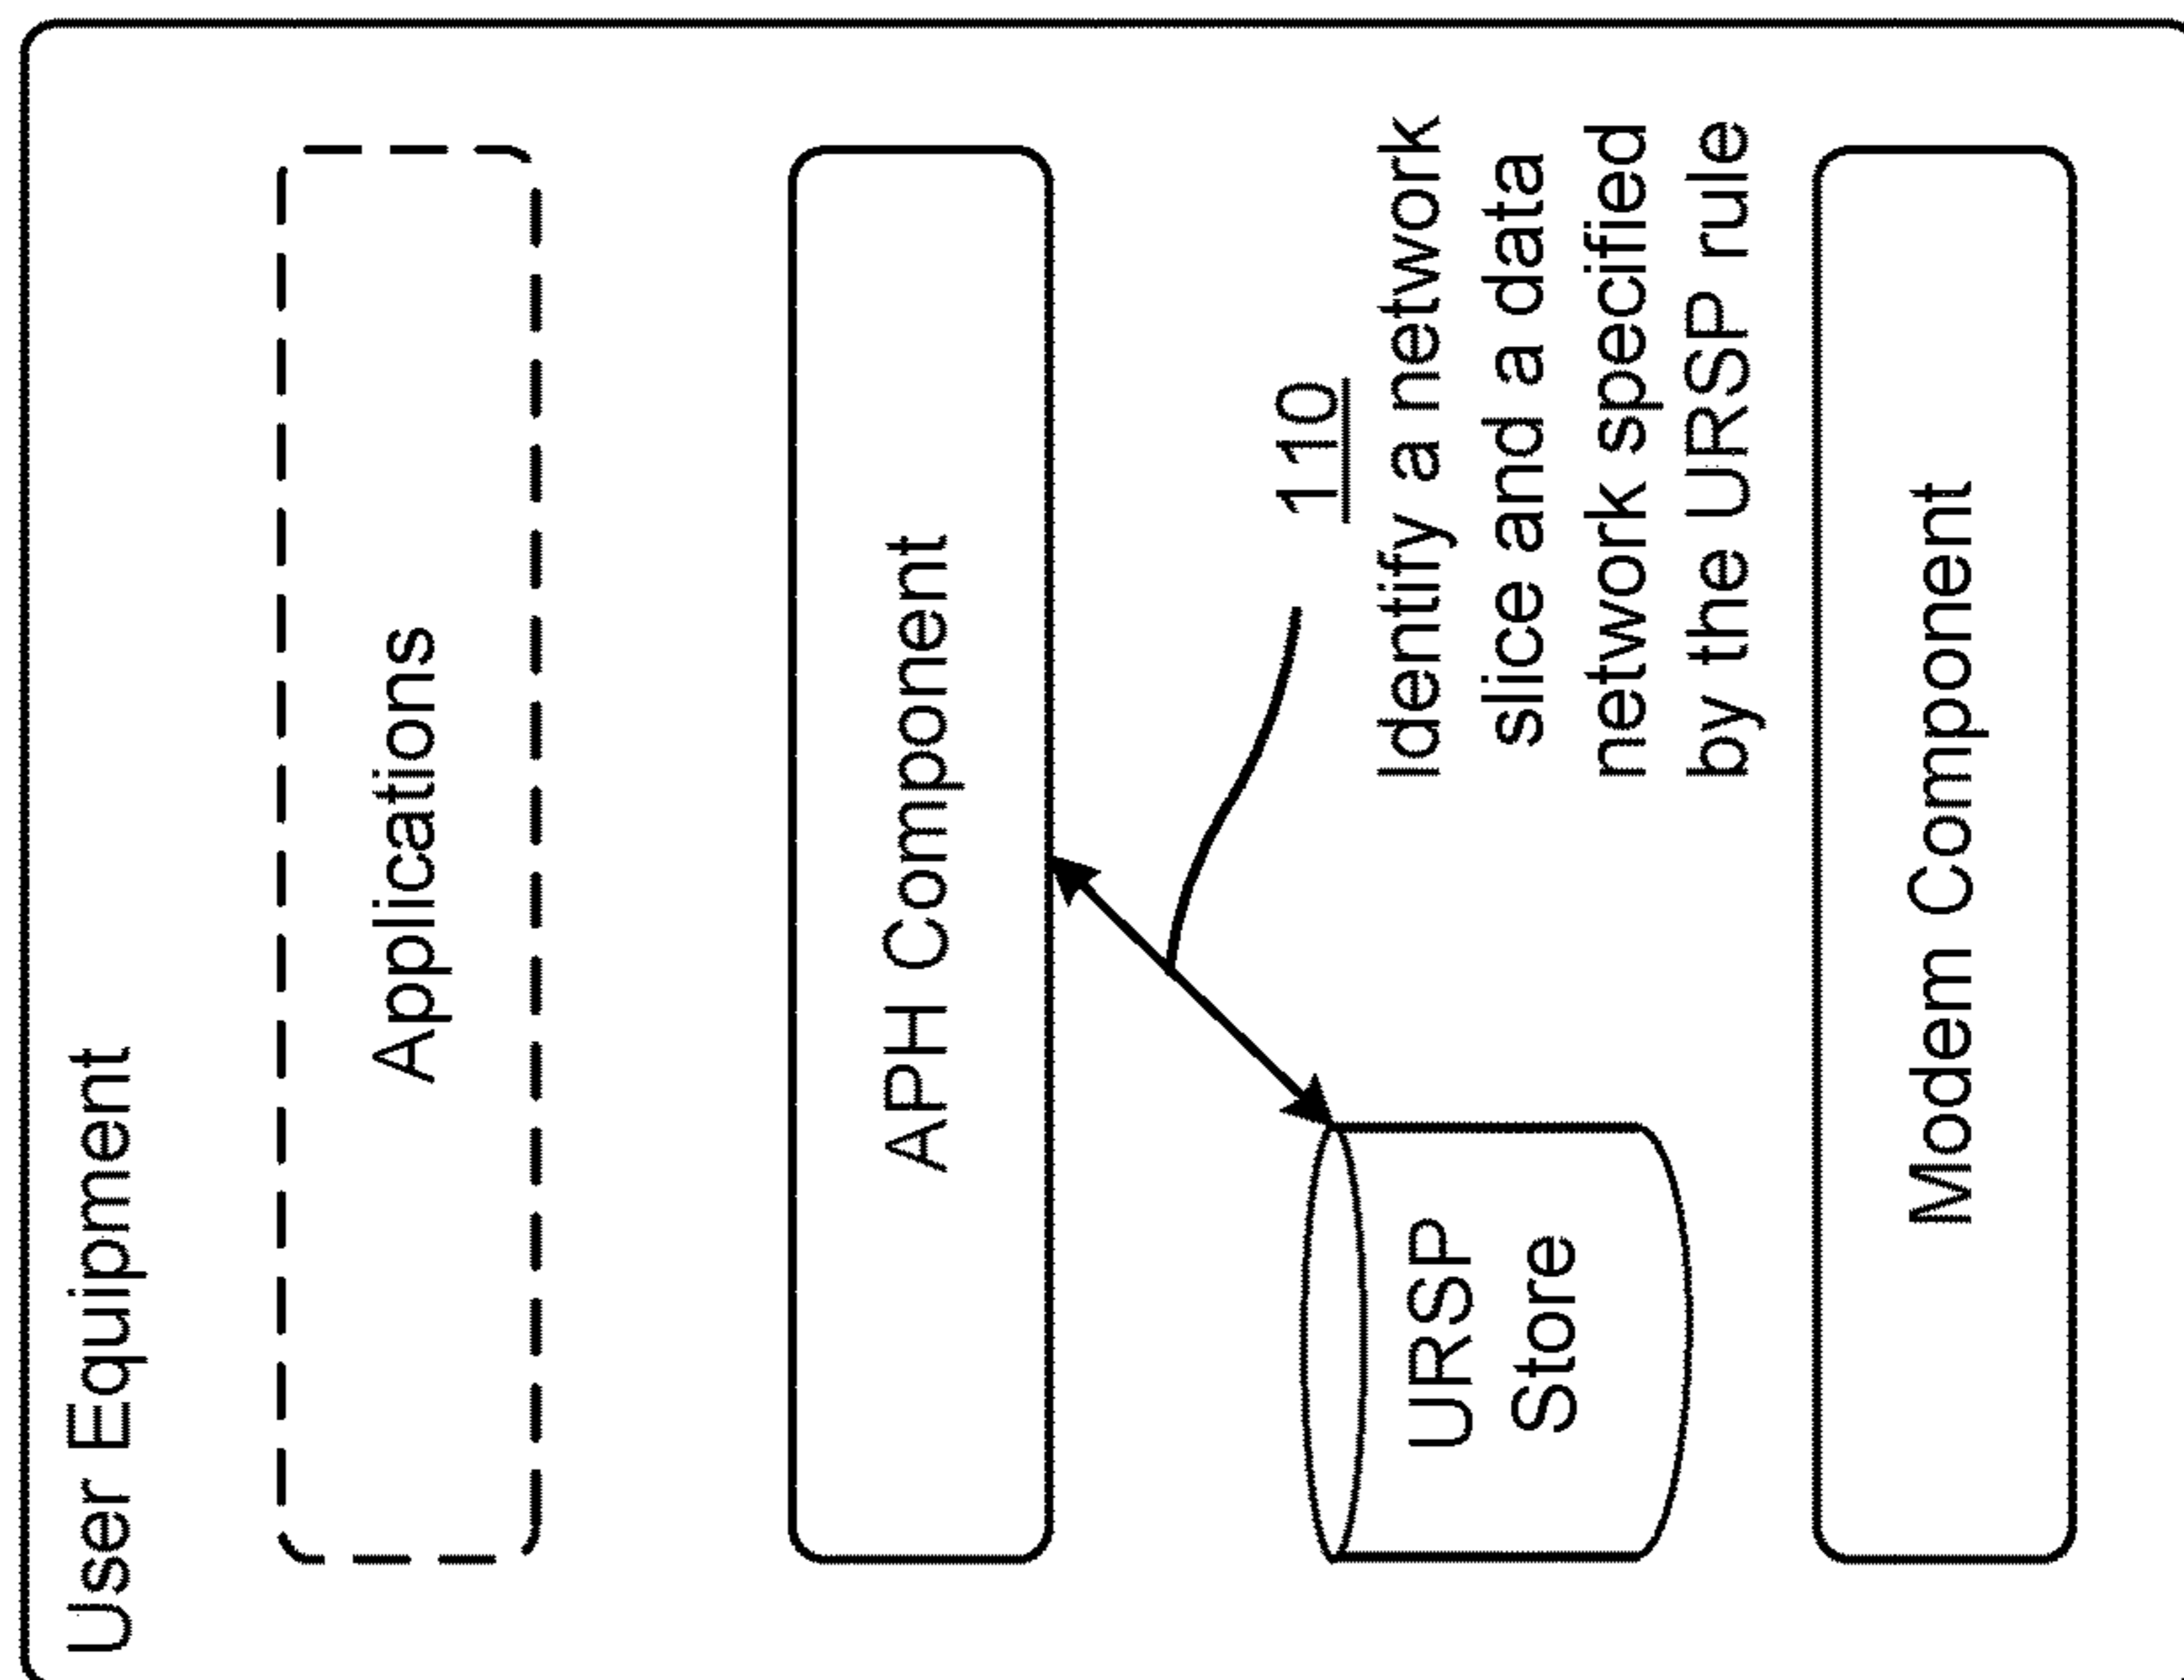 User Equipment
Applications
APH Component
110
Identify a network
slice and a data
network specified
by the URSP rule
URSP
Store
Modem Component